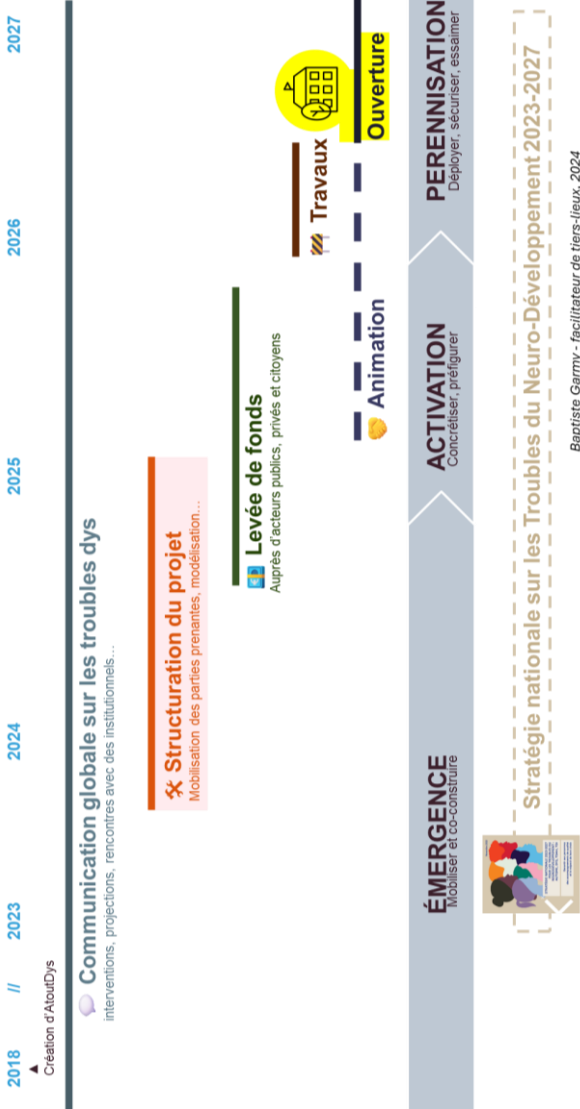 2018 // 2023 2024 2025 2026 2027
▲
Création d'AtoutDys
Communication globale sur les troubles dys
interventions, projections, rencontres avec des institutionnels...
Structuration du projet
Mobilisation des parties prenantes, modélisation...
Levée de fonds
Auprès d'acteurs publics, privés et citoyens
Travaux
Animation
Ouverture
ÉMERGENCE
Mobiliser et co-construire
ACTIVATION
Concrétiser, préfigurer
PERENNISATION
Déployer, sécuriser, essaimer
Stratégie nationale sur les Troubles du Neuro-Développement 2023-2027
Baptiste Garmy - facilitateur de tiers-lieux, 2024